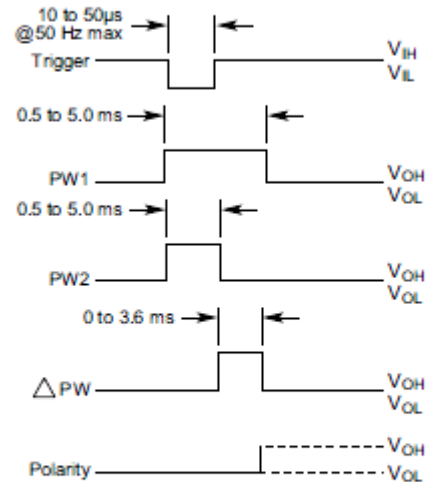 10 to 50μs
@50 Hz max
Trigger
VIH
VIL
0.5 to 5.0 ms
PW1
VOH
VOL
0.5 to 5.0 ms
PW2
VOH
VOL
0 to 3.6 ms
△PW
VOH
VOL
VOH
Polarity
VOL